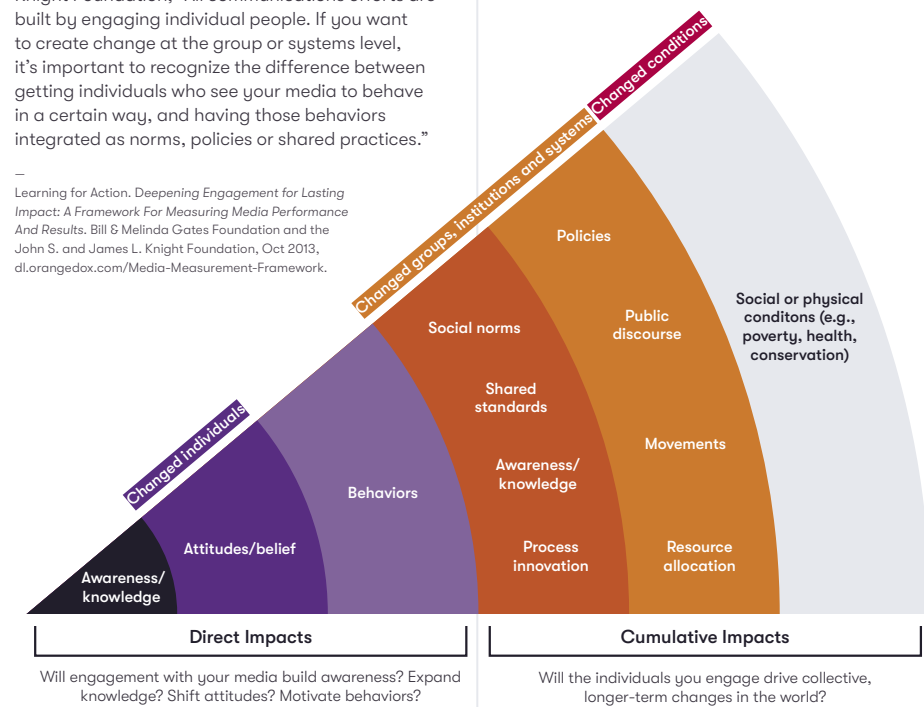 Knight Foundation, “All communications efforts are
built by engaging individual people. If you want
to create change at the group or systems level,
it’s important to recognize the difference between
getting individuals who see your media to behave
in a certain way, and having those behaviors
integrated as norms, policies or shared practices.”
—
Learning for Action. Deepening Engagement for Lasting
Impact: A Framework For Measuring Media Performance
And Results. Bill & Melinda Gates Foundation and the
John S. and James L. Knight Foundation, Oct 2013,
dl.orangedox.com/Media-Measurement-Framework.
Changed individuals
Changed groups, institutions and systems
Changed conditions
Awareness/
knowledge
Attitudes/belief
Behaviors
Social norms
Shared
standards
Awareness/
knowledge
Process
innovation
Policies
Public
discourse
Movements
Resource
allocation
Social or physical
conditons (e.g.,
poverty, health,
conservation)
Direct Impacts
Will engagement with your media build awareness? Expand
knowledge? Shift attitudes? Motivate behaviors?
Cumulative Impacts
Will the individuals you engage drive collective,
longer-term changes in the world?